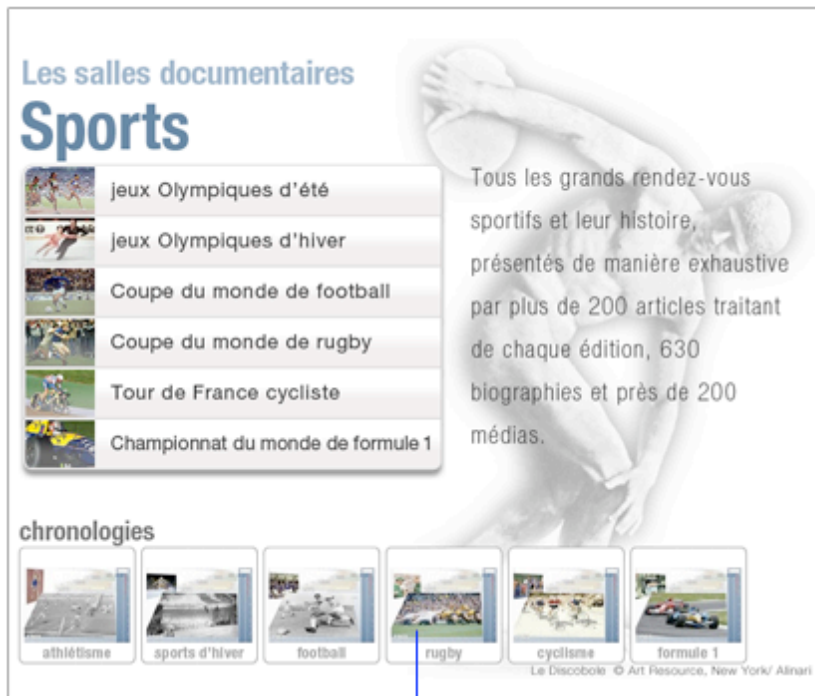 Les salles documentaires
Sports
jeux Olympiques d'été
jeux Olympiques d'hiver
Coupe du monde de football
Coupe du monde de rugby
Tour de France cycliste
Championnat du monde de formule 1
Tous les grands rendez-vous
sportifs et leur histoire,
présentés de manière exhaustive
par plus de 200 articles traitant
de chaque édition, 630
biographies et près de 200
médias.
chronologies
athlétisme
sports d'hiver
football
rugby
cyclisme
formule 1
Le Discobole © Art Resource, New York/ Alinari